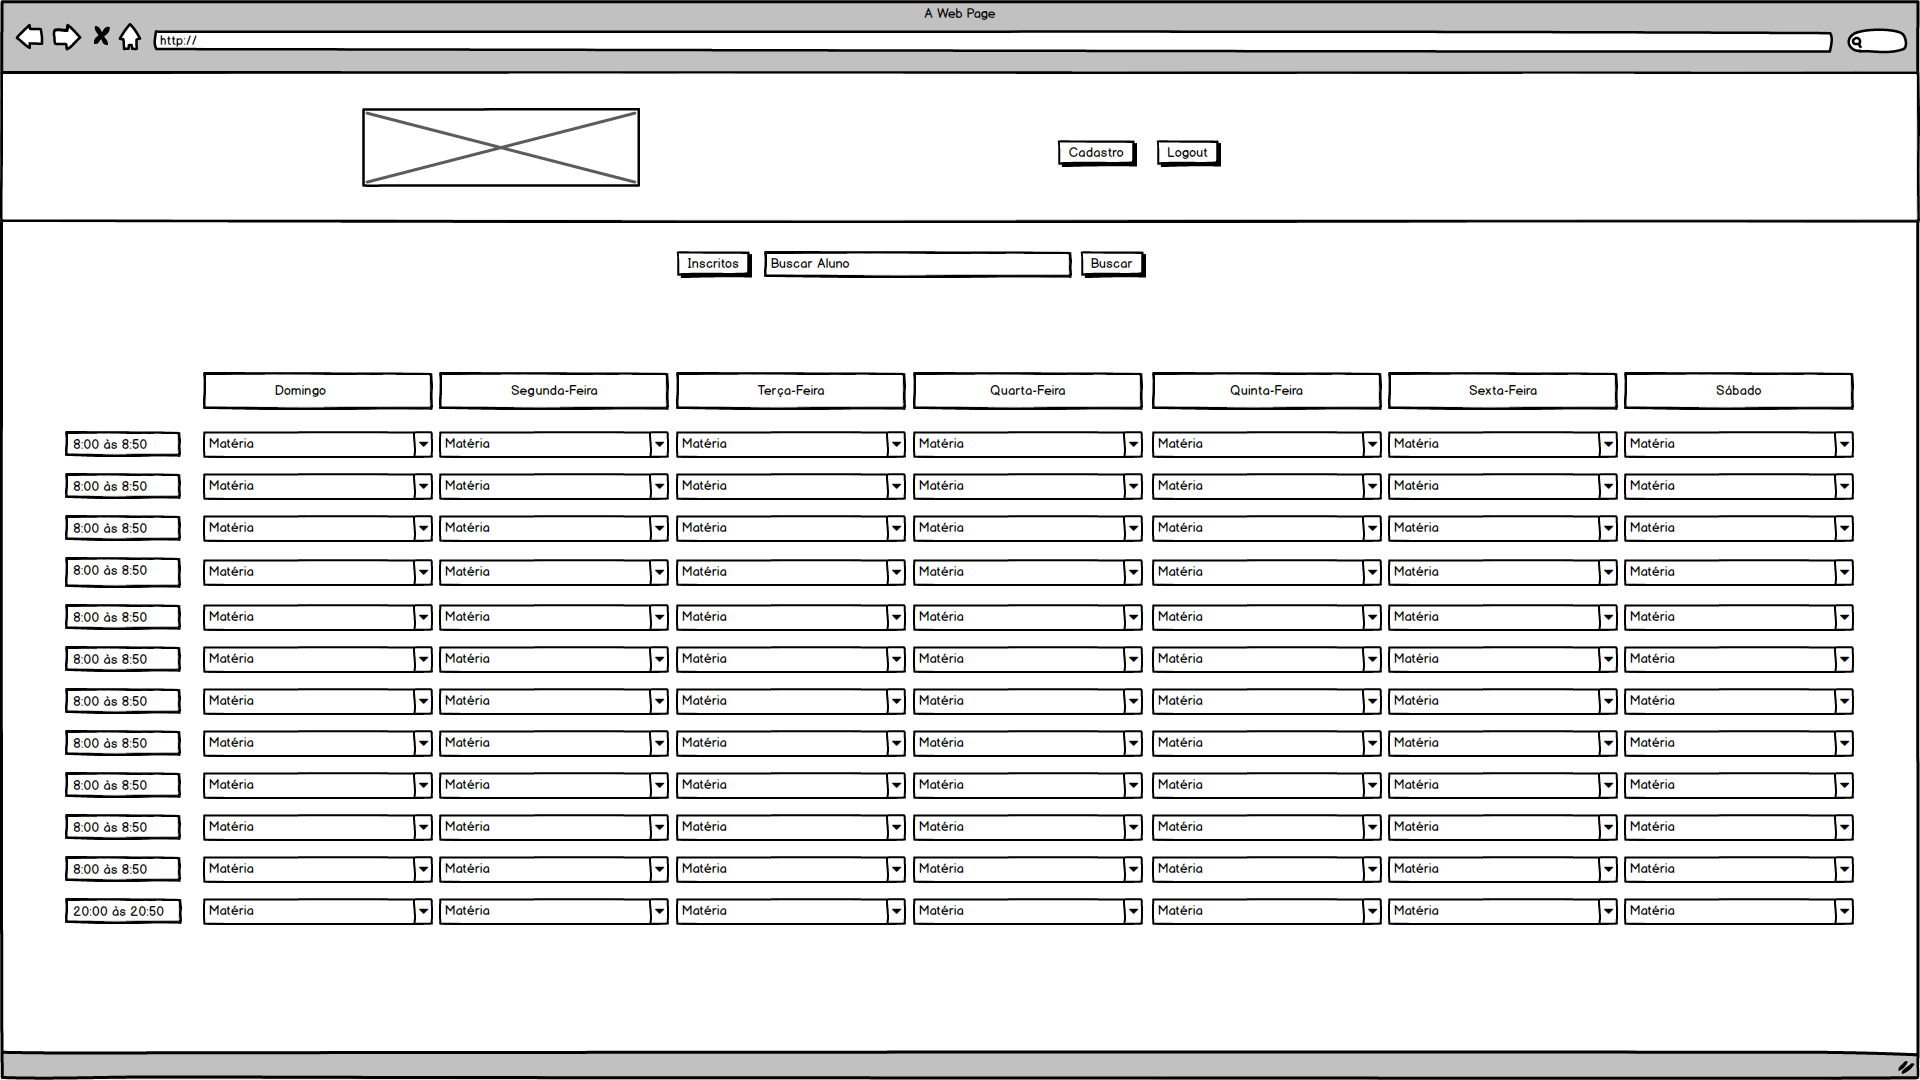 A Web Page
http://
Cadastro Logout
Inscritos Buscar Aluno Buscar
Domingo Segunda-Feira Terça-Feira Quarta-Feira Quinta-Feira Sexta-Feira Sábado
8:00 às 8:50 Matéria Matéria Matéria Matéria Matéria Matéria Matéria
8:00 às 8:50 Matéria Matéria Matéria Matéria Matéria Matéria Matéria
8:00 às 8:50 Matéria Matéria Matéria Matéria Matéria Matéria Matéria
8:00 às 8:50 Matéria Matéria Matéria Matéria Matéria Matéria Matéria
8:00 às 8:50 Matéria Matéria Matéria Matéria Matéria Matéria Matéria
8:00 às 8:50 Matéria Matéria Matéria Matéria Matéria Matéria Matéria
8:00 às 8:50 Matéria Matéria Matéria Matéria Matéria Matéria Matéria
8:00 às 8:50 Matéria Matéria Matéria Matéria Matéria Matéria Matéria
8:00 às 8:50 Matéria Matéria Matéria Matéria Matéria Matéria Matéria
8:00 às 8:50 Matéria Matéria Matéria Matéria Matéria Matéria Matéria
8:00 às 8:50 Matéria Matéria Matéria Matéria Matéria Matéria Matéria
20:00 às 20:50 Matéria Matéria Matéria Matéria Matéria Matéria Matéria